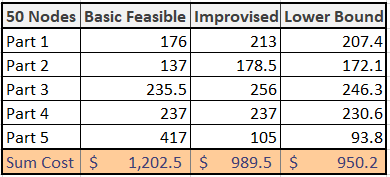 50 Nodes Basic Feasible Improvised Lower Bound
Part 1 176 213 207.4
Part 2 137 178.5 172.1
Part 3 235.5 256 246.3
Part 4 237 237 230.6
Part 5 417 105 93.8
Sum Cost $ 1,202.5 $ 989.5 $ 950.2